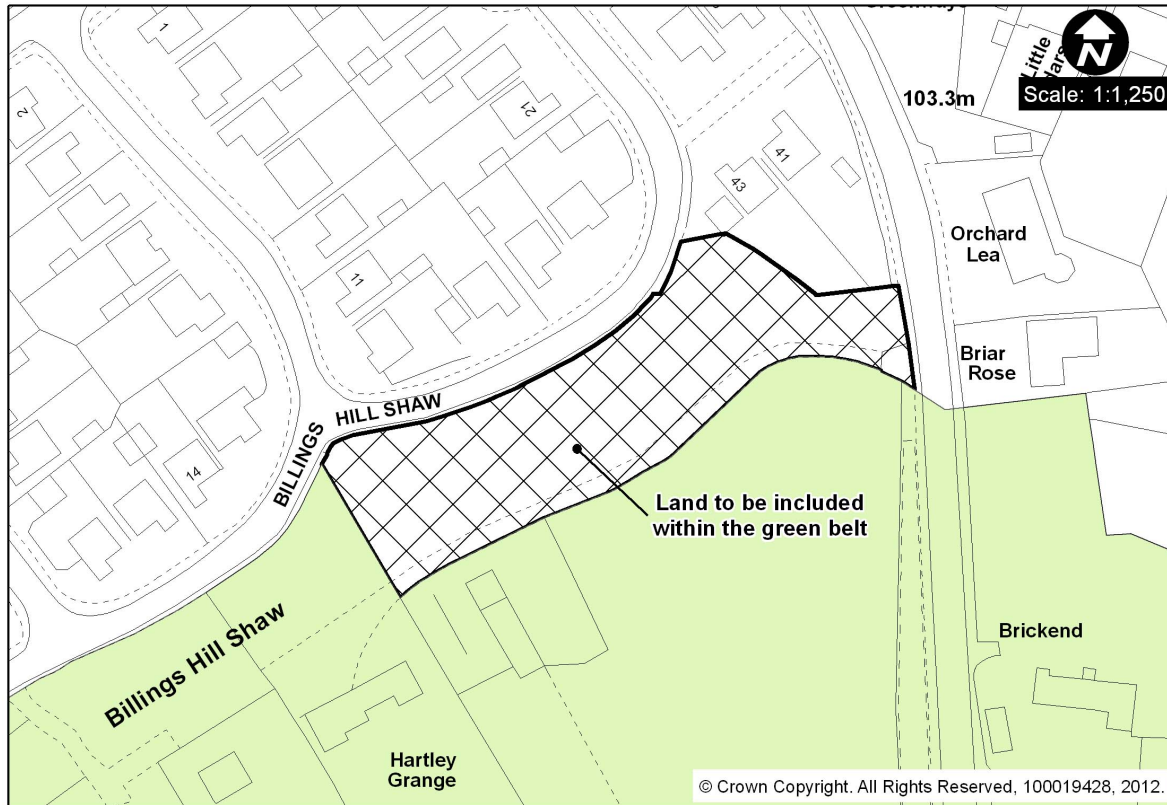 1
2
21
11
14
43
41
103.3m
Little
N
Scale: 1:1,250
Orchard
Lea
Briar
Rose
BILLINGS HILL SHAW
Land to be included
within the green belt
Billings Hill Shaw
Brickend
Hartley
Grange
© Crown Copyright. All Rights Reserved, 100019428, 2012.